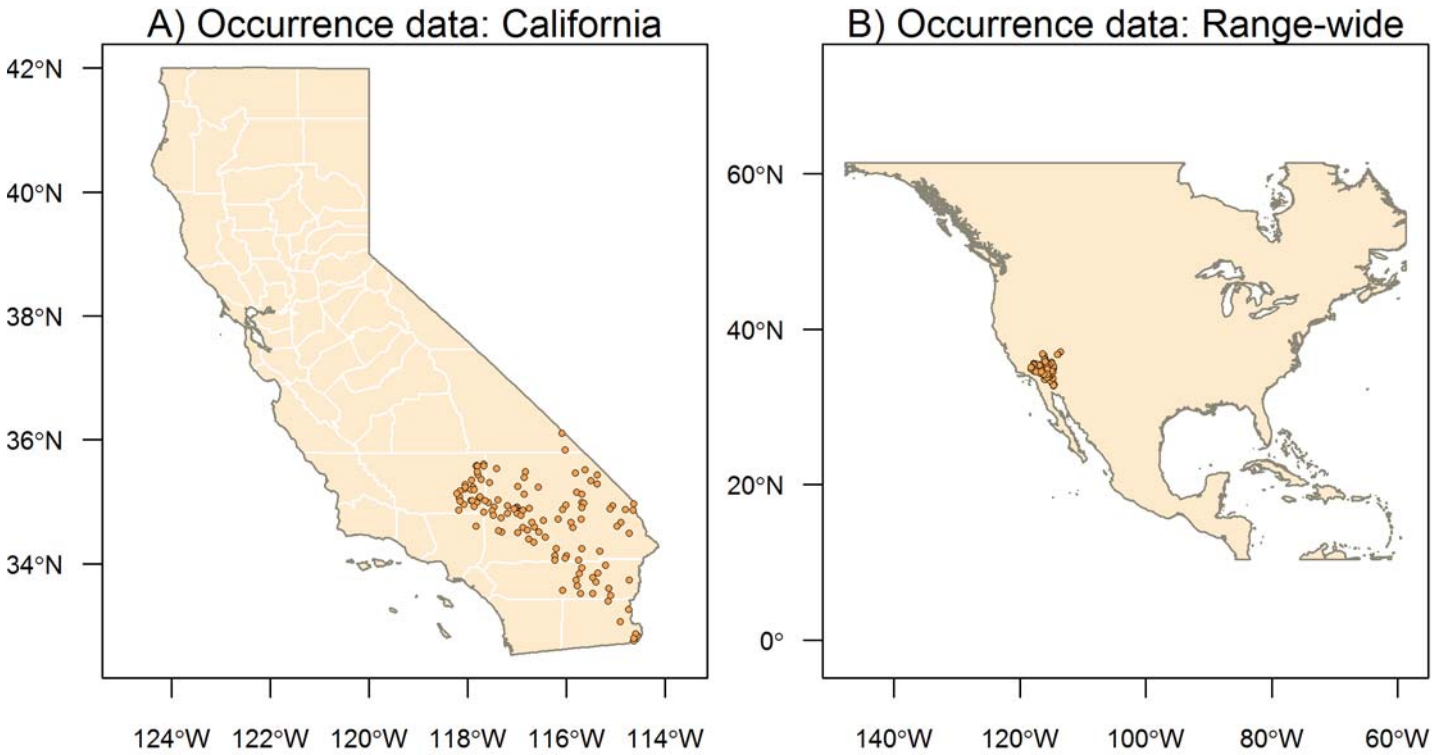 A) Occurrence data: California
42°N
40°N
38°N
36°N
34°N
124°W 122°W 120°W 118°W 116°W 114°W
B) Occurrence data: Range-wide
60°N
40°N
20°N
0°
140°W 120°W 100°W 80°W 60°W